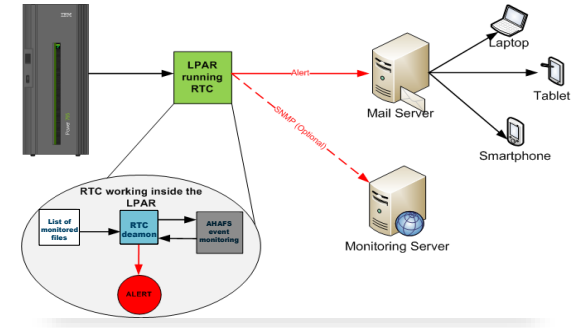 IBM
LPAR
running
RTC
Alert
SNMP (Optional)
Mail Server
Laptop
Tablet
Smartphone
Monitoring Server
RTC working inside the
LPAR
List of
monitored
files
RTC
deamon
AHAFS
event
monitoring
ALERT